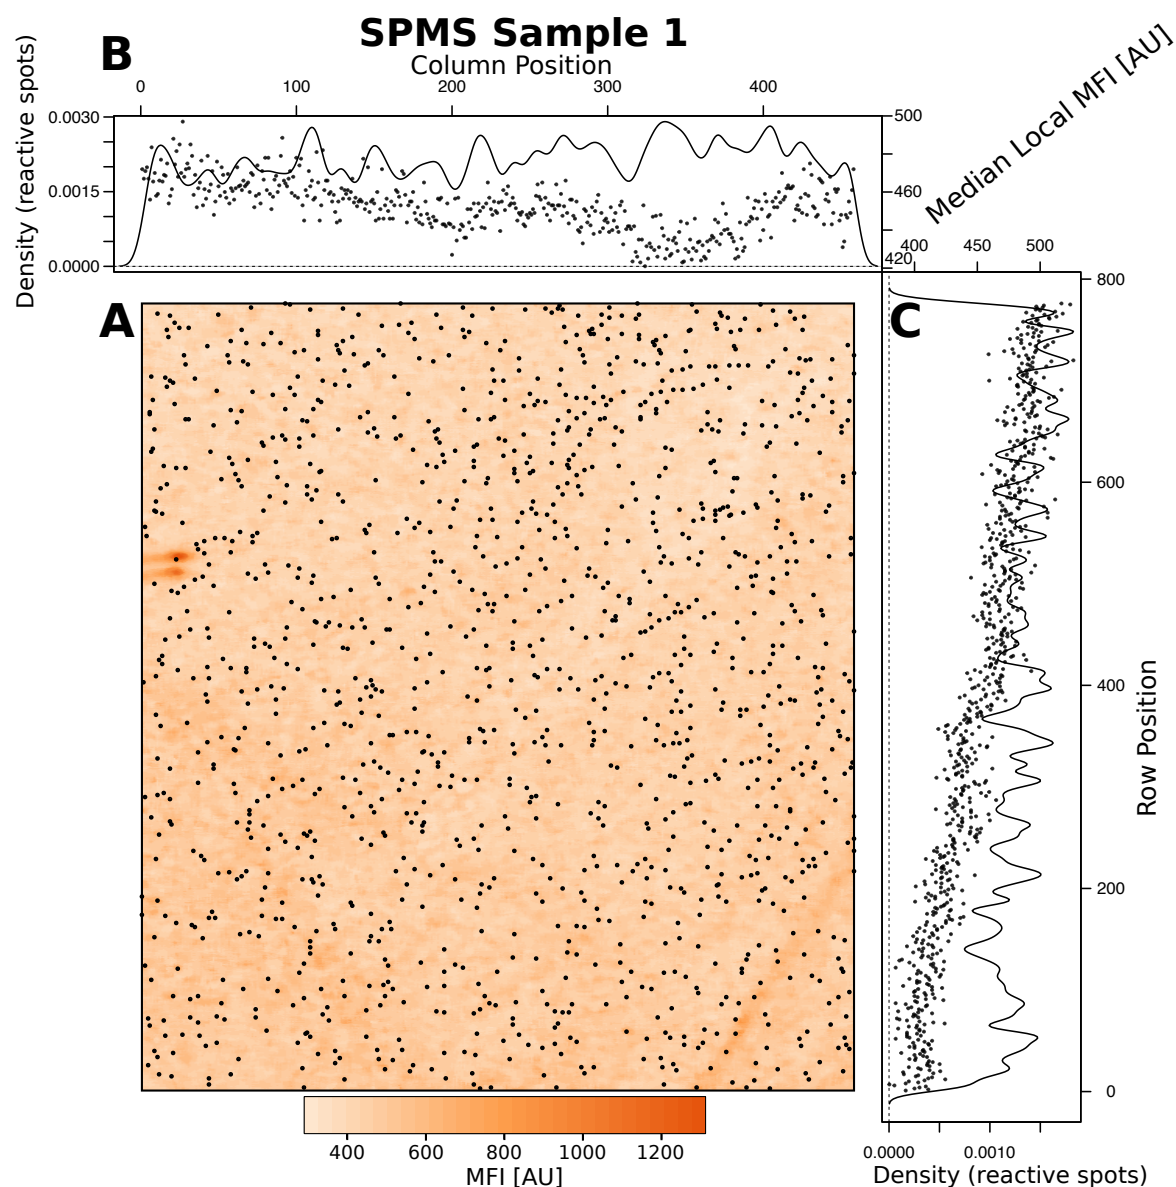 SPMS Sample 1
B
Column Position
0 100 200 300 400
Density (reactive spots)
0.0030
0.0015
0.0000
500
460
420
Median Local MFI [AU]
400 450 500
A
C
800
600
400
200
0
Row Position
0.0000 0.0010
Density (reactive spots)
400 600 800 1000 1200
MFI [AU]